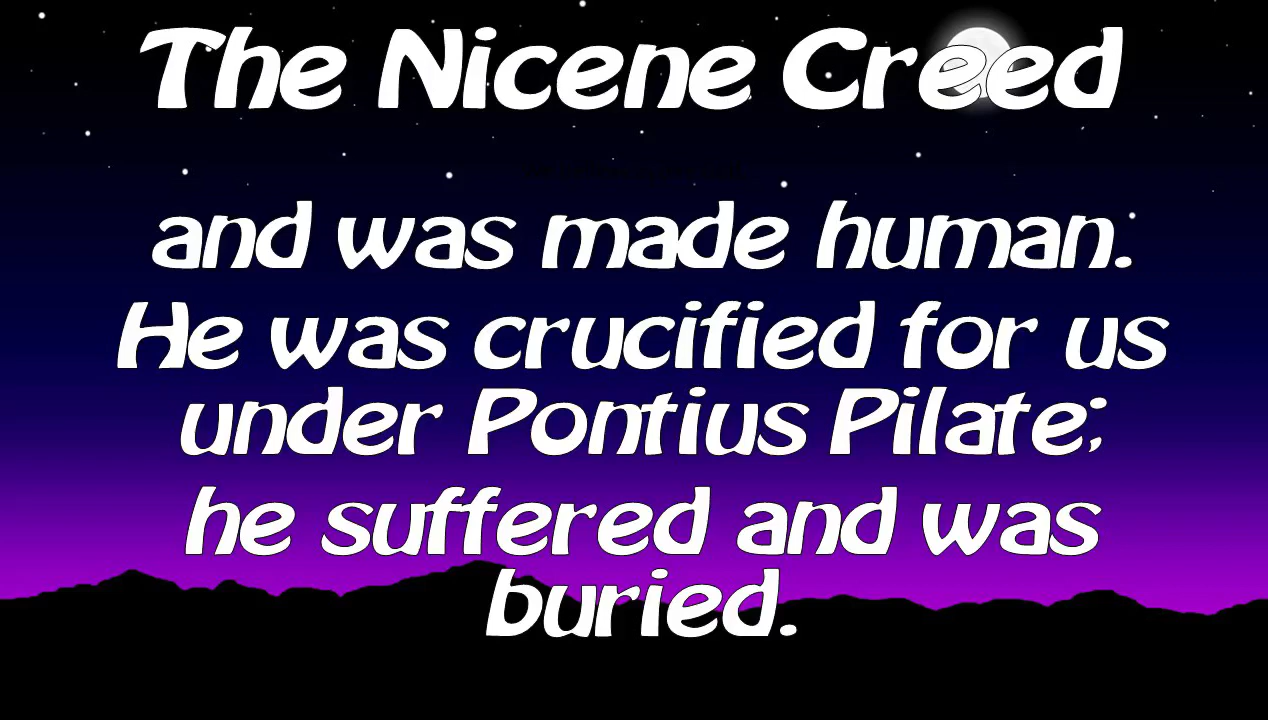 The Nicene Creed
and was made human.
He was crucified for us
under Pontius Pilate;
he suffered and was
buried.